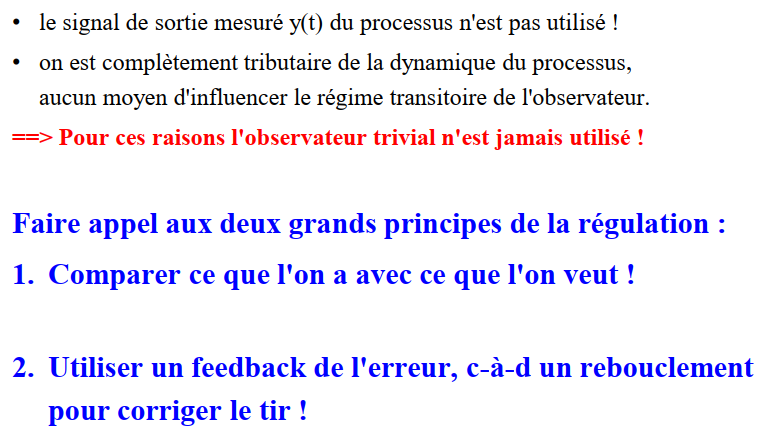 • le signal de sortie mesuré y(t) du processus n'est pas utilisé !
• on est complètement tributaire de la dynamique du processus,
aucun moyen d'influencer le régime transitoire de l'observateur.
==> Pour ces raisons l'observateur trivial n'est jamais utilisé !
Faire appel aux deux grands principes de la régulation :
1. Comparer ce que l'on a avec ce que l'on veut !
2. Utiliser un feedback de l'erreur, c-à-d un rebouclement
pour corriger le tir !